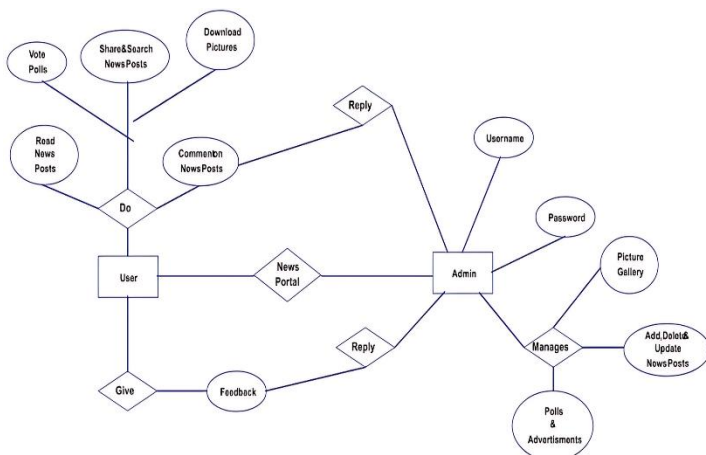 Download
Pictures
Share&Search
NewsPosts
Vote
Polls
Reply
Username
Read
News
Posts
Commenton
NewsPosts
Do
Password
User
News
Portal
Admin
Picture
Gallery
Reply
Manages
Add,Delete&
Update
NewsPosts
Give
Feedback
Polls
&
Advertisments